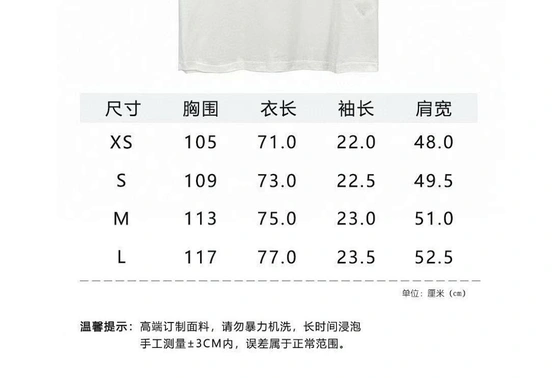 尺寸 胸围 衣长 袖长 肩宽
XS 105 71.0 22.0 48.0
S 109 73.0 22.5 49.5
M 113 75.0 23.0 51.0
L 117 77.0 23.5 52.5
单位：厘米（cm）
温馨提示：高端订制面料，请勿暴力机洗，长时间浸泡
手工测量±3CM内，误差属于正常范围。